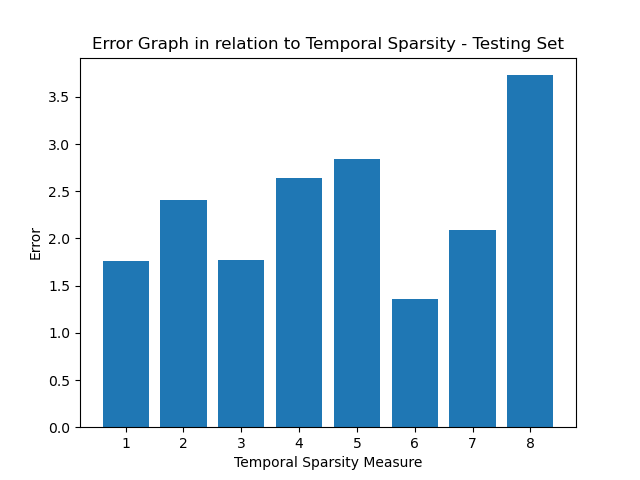 Error Graph in relation to Temporal Sparsity - Testing Set
3.5
3.0
2.5
2.0
1.5
1.0
0.5
0.0
Error
1 2 3 4 5 6 7 8
Temporal Sparsity Measure